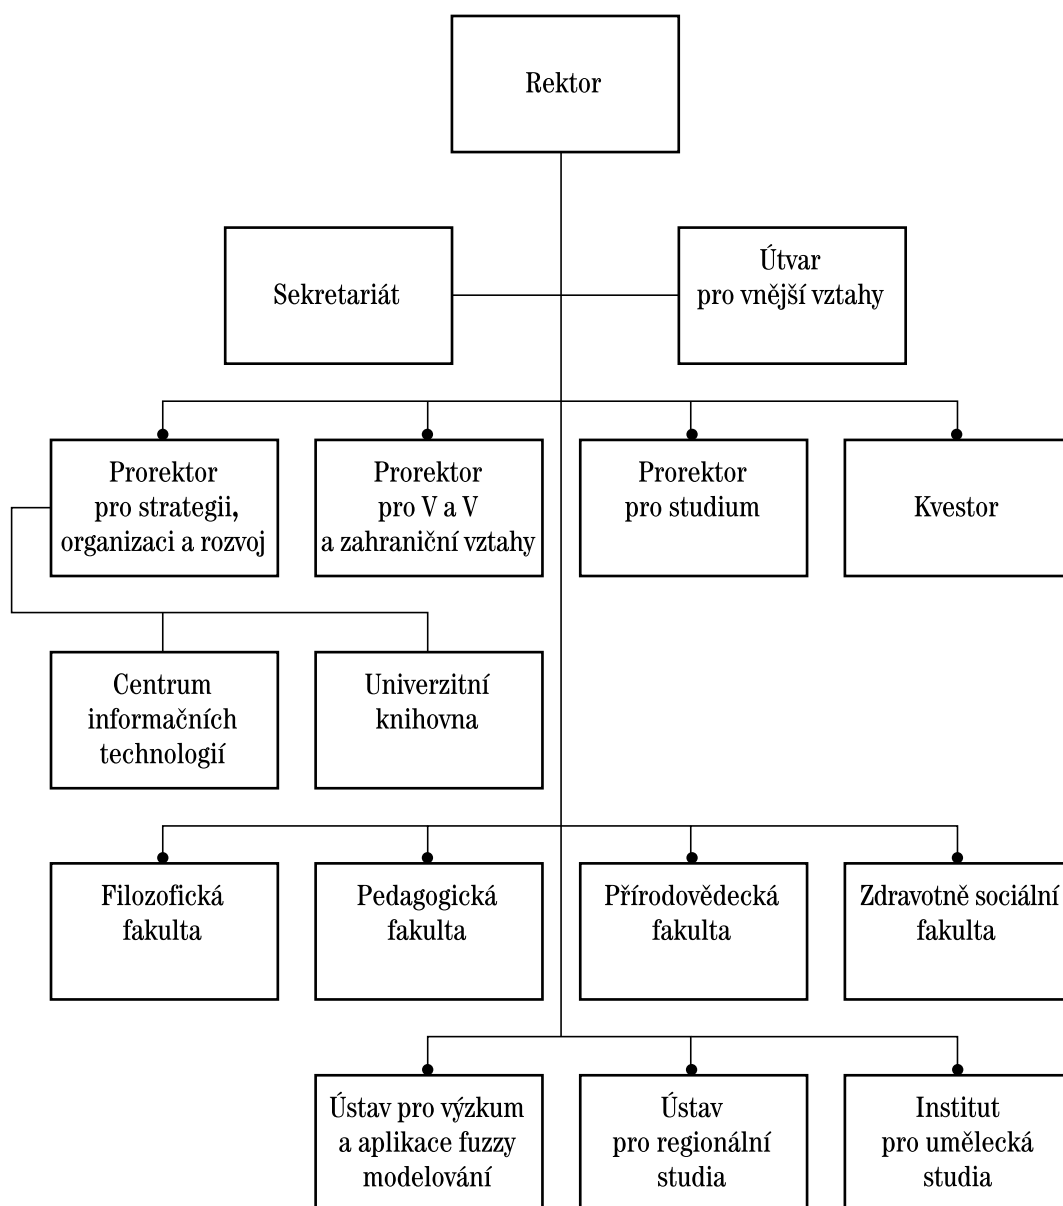 Rektor
Sekretariát
Útvar
pro vnější vztahy
Prorektor
pro strategii,
organizaci a rozvoj
Prorektor
pro V a V
a zahraniční vztahy
Prorektor
pro studium
Kvestor
Centrum
informačních
technologií
Univerzitní
knihovna
Filozofická
fakulta
Pedagogická
fakulta
Přírodovědecká
fakulta
Zdravotně sociální
fakulta
Ústav pro výzkum
a aplikace fuzzy
modelování
Ústav
pro regionální
studia
Institut
pro umělecká
studia